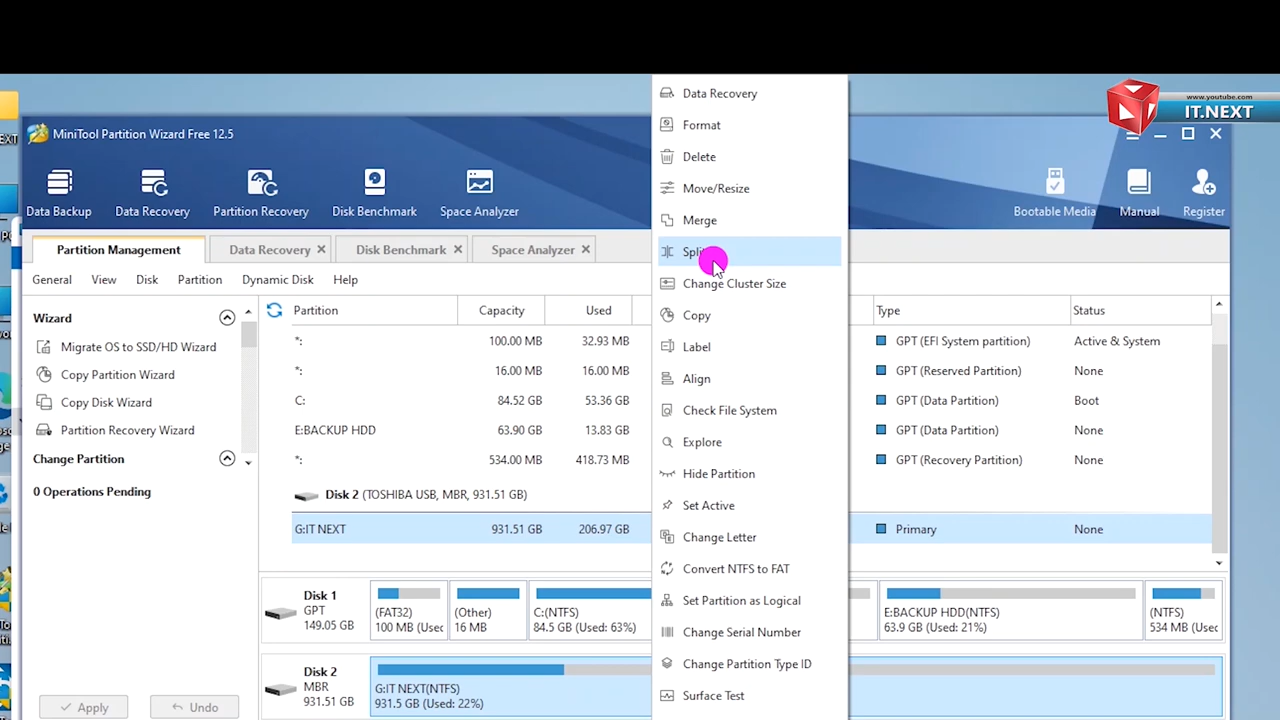 www.youtube.com
IT.NEXT
MiniTool Partition Wizard Free 12.5
Data Backup
Data Recovery
Partition Recovery
Disk Benchmark
Space Analyzer
Bootable Media
Manual
Register
Partition Management
Data Recovery
Disk Benchmark
Space Analyzer
General
View
Disk
Partition
Dynamic Disk
Help
Wizard
Migrate OS to SSD/HD Wizard
Copy Partition Wizard
Copy Disk Wizard
Partition Recovery Wizard
Change Partition
0 Operations Pending
Apply
Undo
Partition Capacity Used Type Status
*: 100.00 MB 32.93 MB GPT (EFI System partition) Active & System
*: 16.00 MB 16.00 MB GPT (Reserved Partition) None
C: 84.52 GB 53.36 GB GPT (Data Partition) Boot
E:BACKUP HDD 63.90 GB 13.83 GB GPT (Data Partition) None
*: 534.00 MB 418.73 MB GPT (Recovery Partition) None
Disk 2 (TOSHIBA USB, MBR, 931.51 GB)
G:IT NEXT 931.51 GB 206.97 GB Primary None
Data Recovery
Format
Delete
Move/Resize
Merge
Change Cluster Size
Copy
Label
Align
Check File System
Explore
Hide Partition
Set Active
Change Letter
Convert NTFS to FAT
Set Partition as Logical
Change Serial Number
Change Partition Type ID
Surface Test
Disk 1
GPT
149.05 GB
(FAT32)
100 MB (Usec
(Other)
16 MB
C:(NTFS)
84.5 GB (Used: 63%)
E:BACKUP HDD(NTFS)
63.9 GB (Used: 21%)
(NTFS)
534 MB (Usec
Disk 2
MBR
931.51 GB
G:IT NEXT(NTFS)
931.5 GB (Used: 22%)